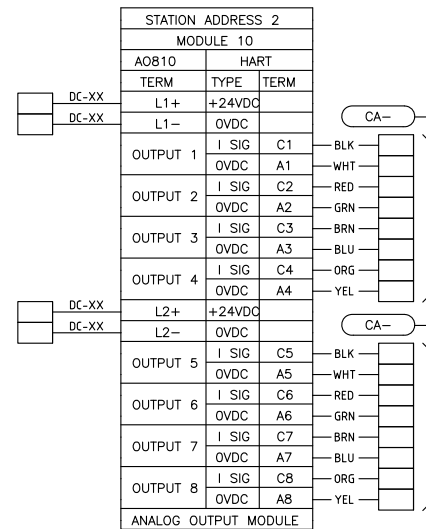 STATION ADDRESS 2
MODULE 10
AO810 HART
TERM TYPE TERM
DC-XX L1+ +24VDC
DC-XX L1- 0VDC
CA-
OUTPUT 1 I SIG C1 BLK
0VDC A1 WHT
OUTPUT 2 I SIG C2 RED
0VDC A2 GRN
OUTPUT 3 I SIG C3 BRN
0VDC A3 BLU
OUTPUT 4 I SIG C4 ORG
0VDC A4 YEL
DC-XX L2+ +24VDC
DC-XX L2- 0VDC
CA-
OUTPUT 5 I SIG C5 BLK
0VDC A5 WHT
OUTPUT 6 I SIG C6 RED
0VDC A6 GRN
OUTPUT 7 I SIG C7 BRN
0VDC A7 BLU
OUTPUT 8 I SIG C8 ORG
0VDC A8 YEL
ANALOG OUTPUT MODULE